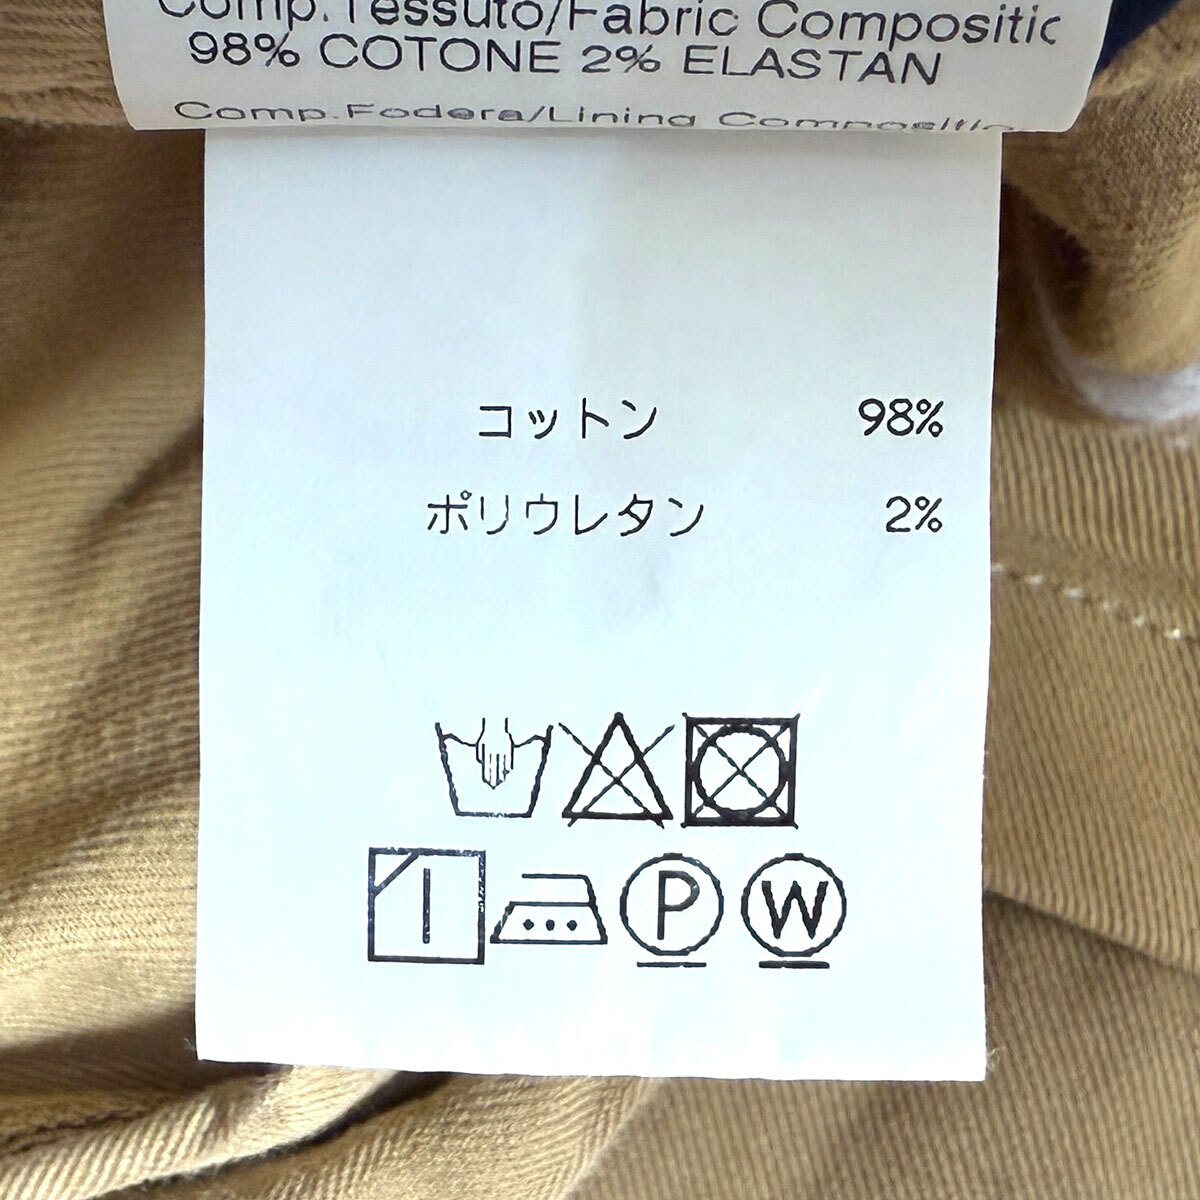 Comp.Tessuto/Fabric Compositic
98% COTONE 2% ELASTAN
Comp.Fodera/Lining Compositio
コットン 98%
ポリウレタン 2%
P W